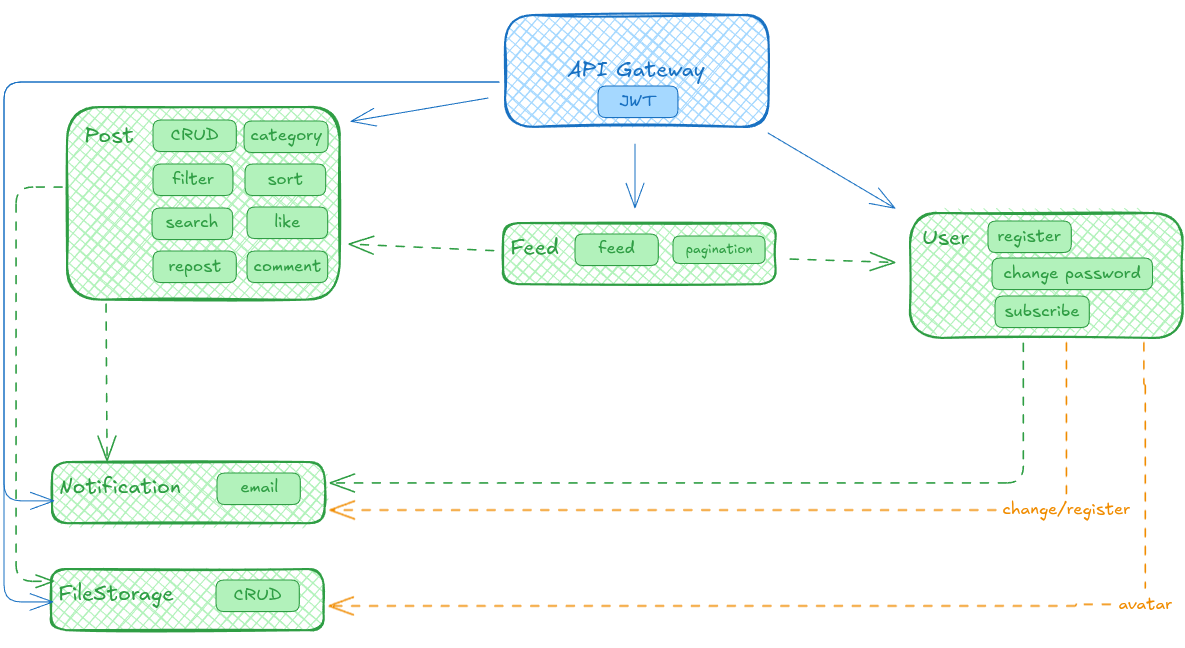 API Gateway
JWT
Post
CRUD
category
filter
sort
search
like
repost
comment
Feed
feed
pagination
User
register
change password
subscribe
Notification
email
change/register
FileStorage
CRUD
avatar